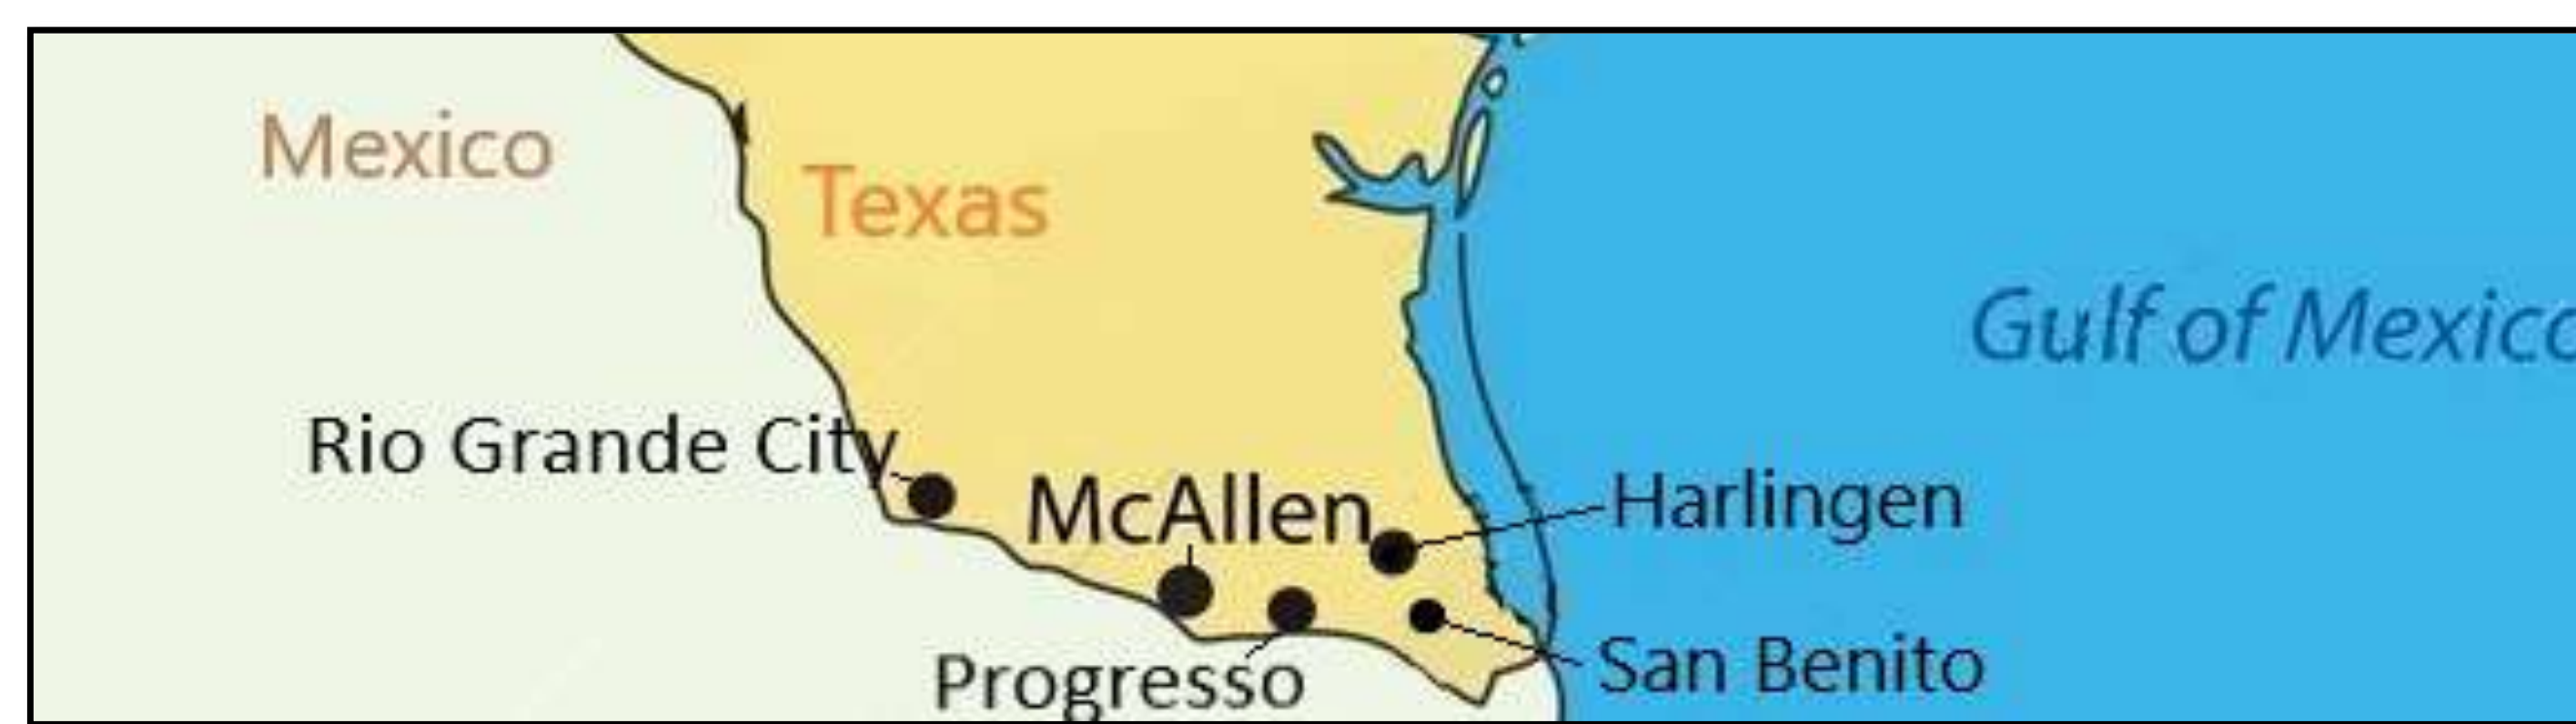 Mexico
Texas
Gulf of Mexico
Rio Grande City
McAllen
Harlingen
San Benito
Progresso